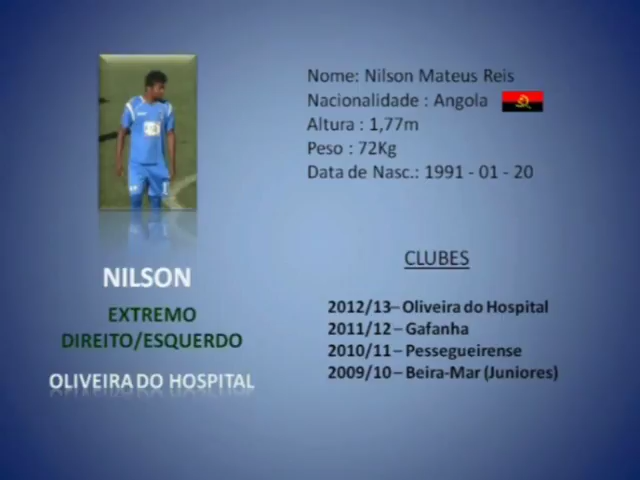 Nome: Nilson Mateus Reis
Nacionalidade : Angola
Altura : 1,77m
Peso : 72Kg
Data de Nasc.: 1991 - 01 - 20
NILSON
EXTREMO
DIREITO/ESQUERDO
OLIVEIRA DO HOSPITAL
CLUBES
2012/13– Oliveira do Hospital
2011/12 – Gafanha
2010/11 – Pessegueirense
2009/10 – Beira-Mar (Juniores)